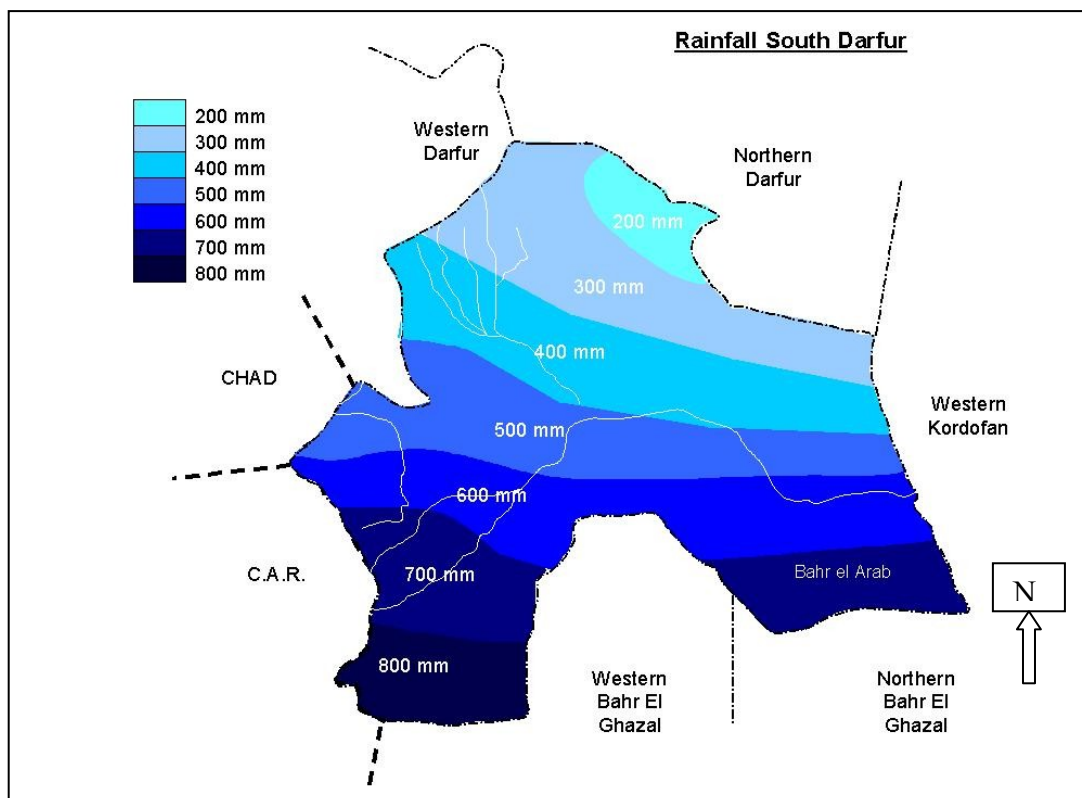 Rainfall South Darfur
200 mm
300 mm
400 mm
500 mm
600 mm
700 mm
800 mm
Western
Darfur
Northern
Darfur
200 mm
300 mm
400 mm
CHAD
Western
Kordofan
500 mm
600 mm
C.A.R.
700 mm
Bahr el Arab
N
800 mm
Western
Bahr El
Ghazal
Northern
Bahr El
Ghazal